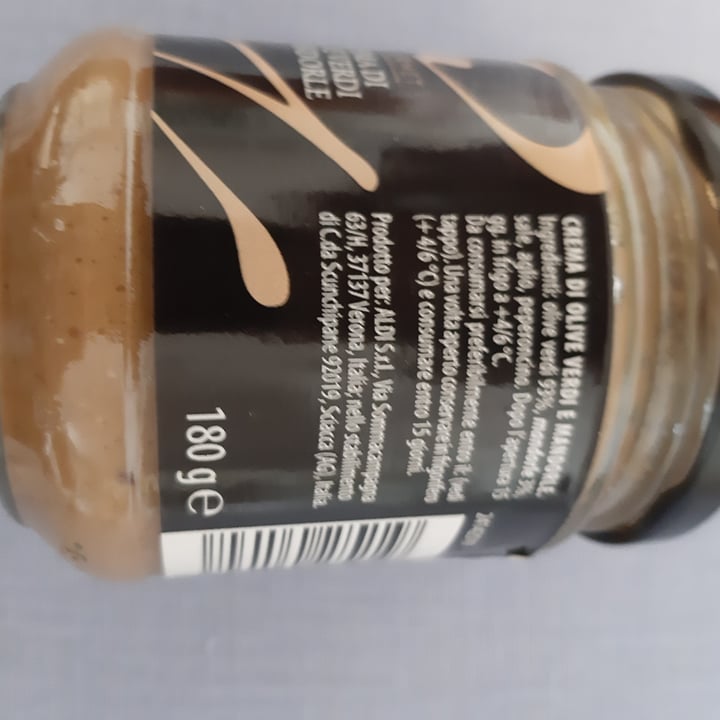 CREMA DI OLIVE VERDI E MANDORLE.
Ingredienti: olive verdi 93%, mandorle 3%,
sale, aglio, peperoncino. Dopo l'apertura 15
gg. in frigo a +4/6°C
Da consumarsi preferibilmente entro il: (vedi
tappo). Una volta aperto conservare in frigorifero
(+ 4/6 °C) e consumare entro 15 giorni.
Prodotto per: ALDI S.r.l., Via Sommacampagna
63/H, 37137 Verona, Italia; nello stabilimento
di C.da Scunchipane 92019, Sciacca (AG), Italia.
180 g e